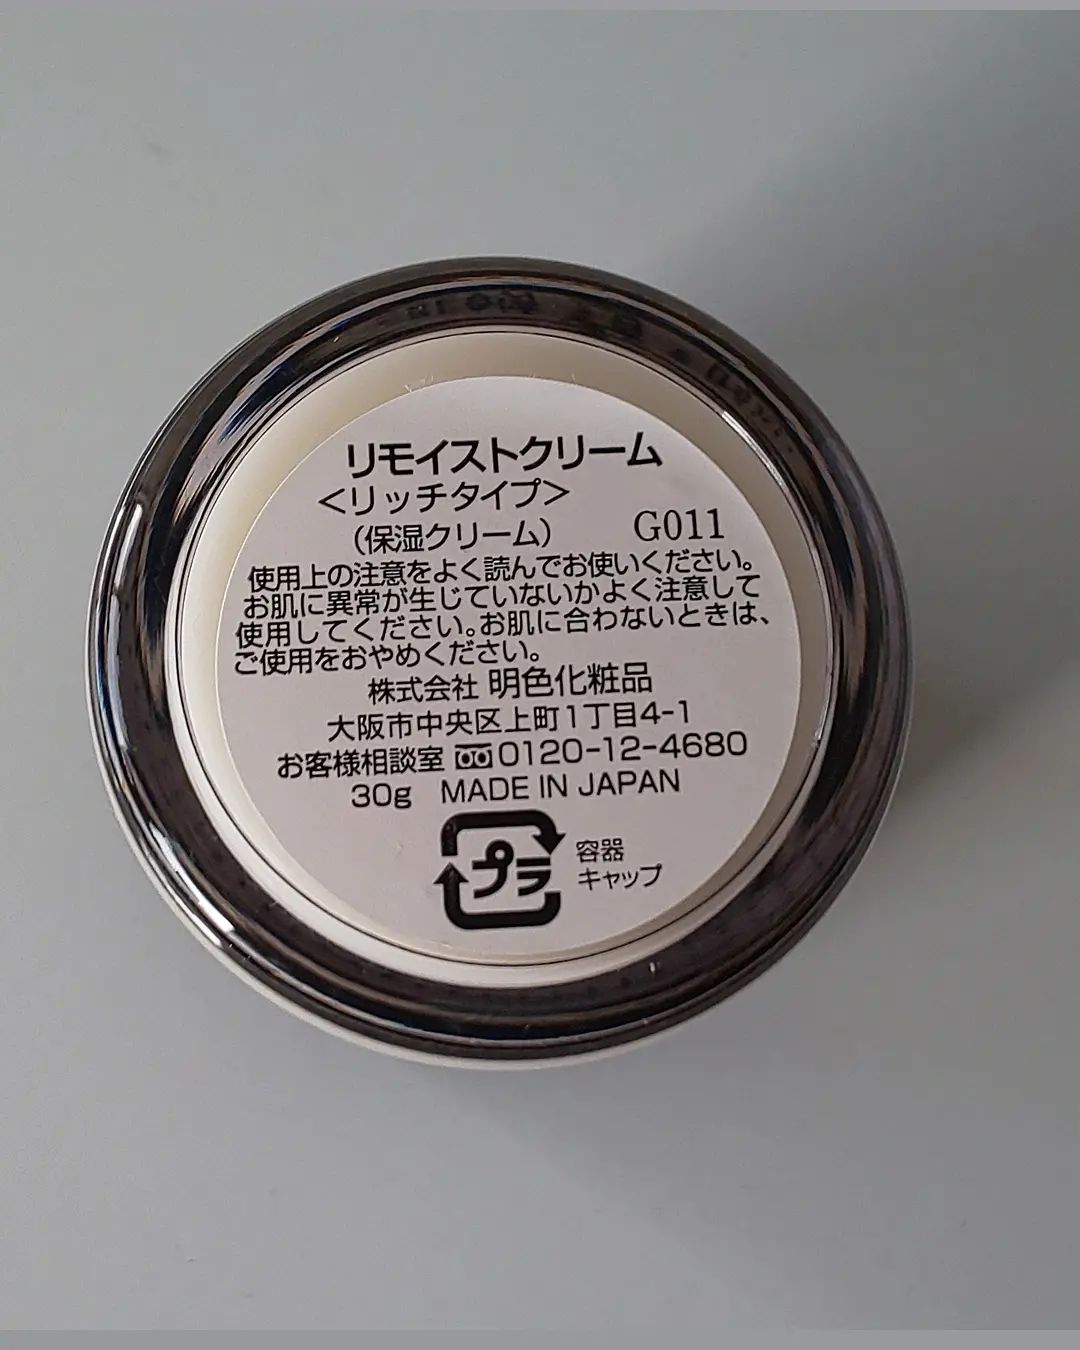 リモイストクリーム
<リッチタイプ>
(保湿クリーム) G011
使用上の注意をよく読んでお使いください。
お肌に異常が生じていないかよく注意して
使用してください。お肌に合わないときは、
ご使用をおやめください。
株式会社 明色化粧品
大阪市中央区上町1丁目4-1
お客様相談室 0120-12-4680
30g MADE IN JAPAN
プラ
容器
キャップ